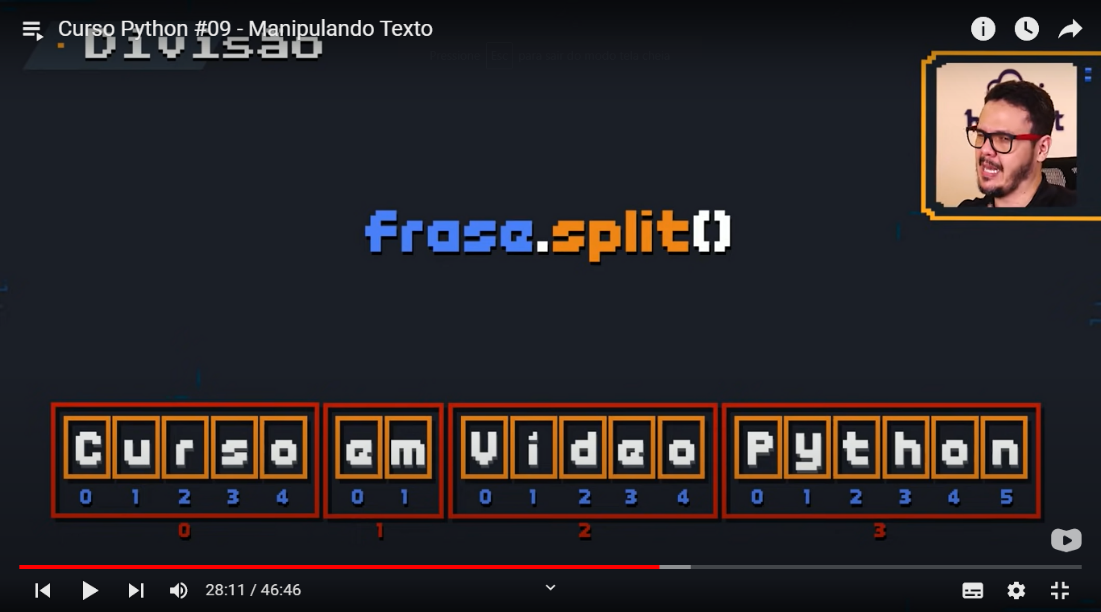 Curso Python #09 - Manipulando Texto
Divisão
frase.split()
Curso em Vídeo Python
0 1 2 3 4 0 1 0 1 2 3 4 0 1 2 3 4 5
0 1 2 3
28:11 / 46:46